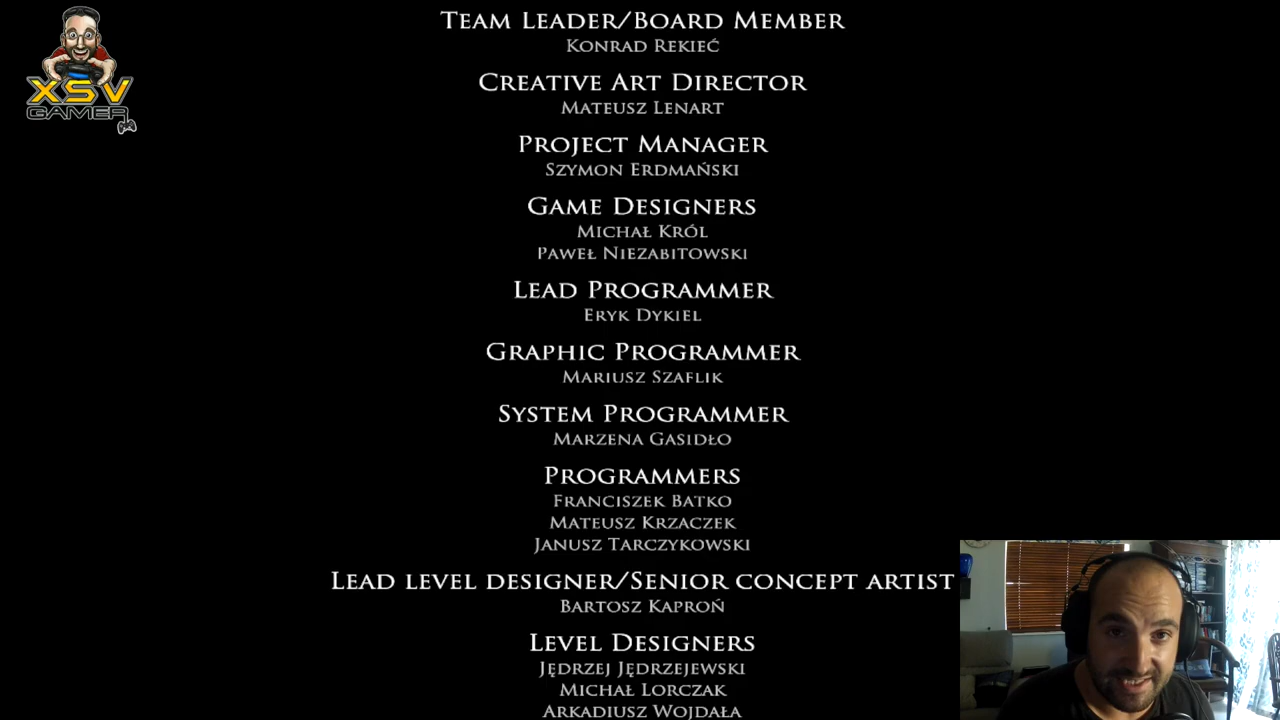 XSV
GAMER
TEAM LEADER/BOARD MEMBER
KONRAD REKIEĆ
CREATIVE ART DIRECTOR
MATEUSZ LENART
PROJECT MANAGER
SZYMON ERDMAŃSKI
GAME DESIGNERS
MICHAŁ KRÓL
PAWEŁ NIEZABITOWSKI
LEAD PROGRAMMER
ERYK DYKIEL
GRAPHIC PROGRAMMER
MARIUSZ SZAFLIK
SYSTEM PROGRAMMER
MARZENA GASIDŁO
PROGRAMMERS
FRANCISZEK BATKO
MATEUSZ KRZACZEK
JANUSZ TARCZYKOWSKI
LEAD LEVEL DESIGNER/SENIOR CONCEPT ARTIST
BARTOSZ KAPROŃ
LEVEL DESIGNERS
JĘDRZEJ JĘDRZEJEWSKI
MICHAŁ LORCZAK
ARKADIUSZ WOJDAŁA